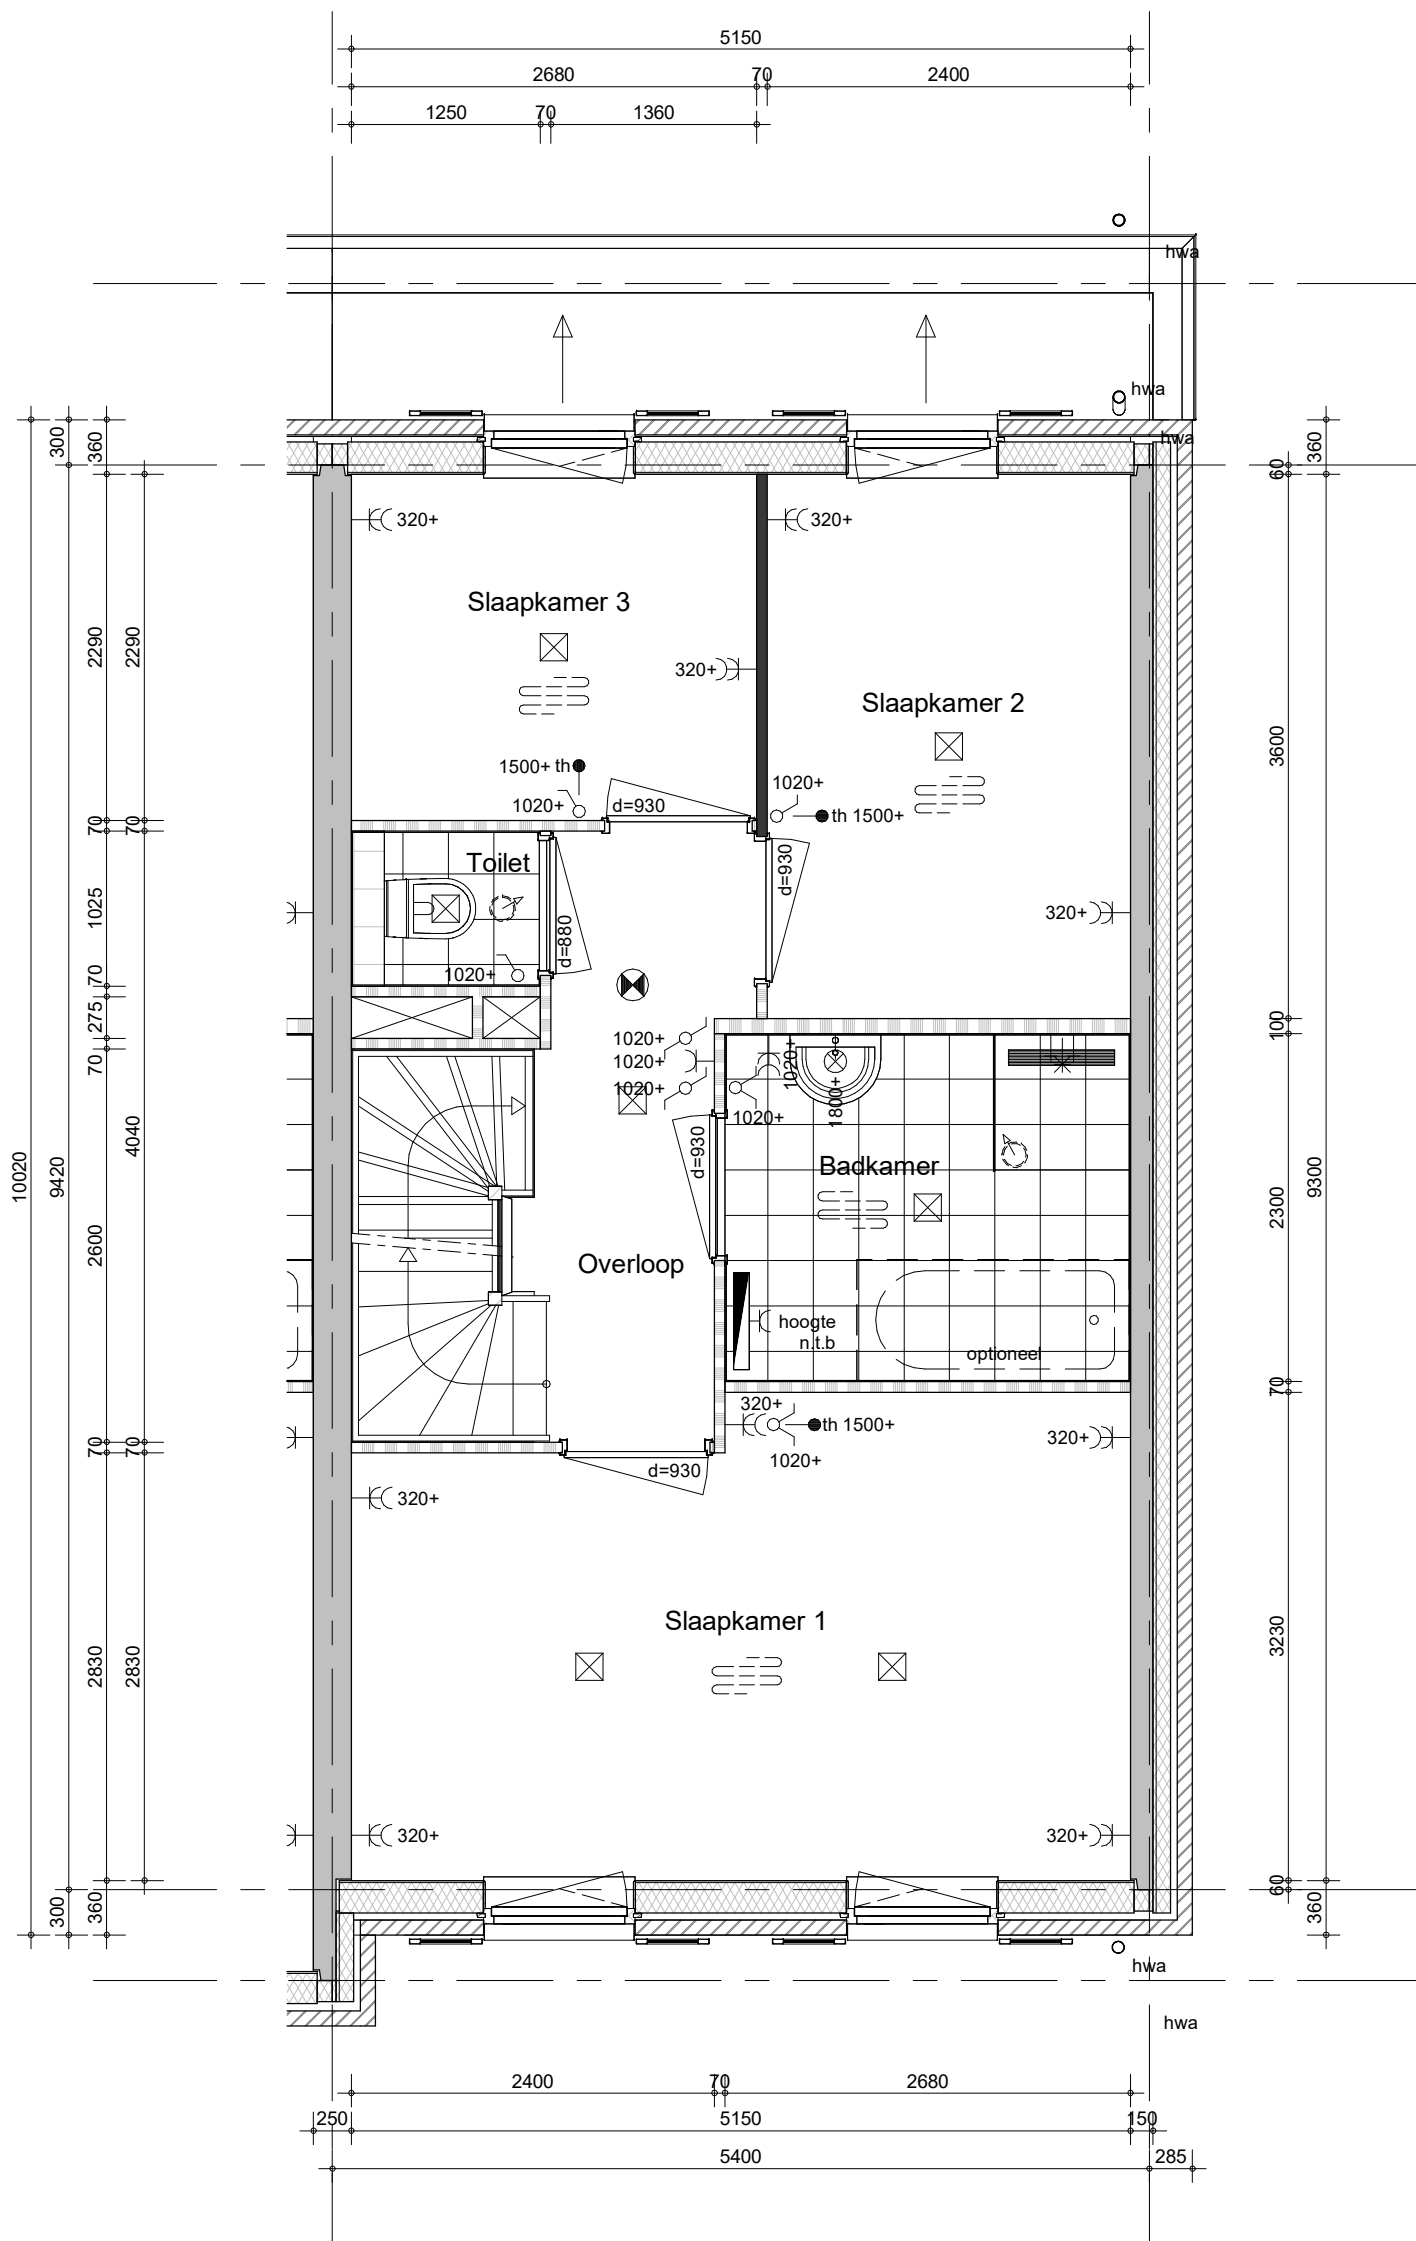 5150
2680 70 2400
1250 70 1360
hwa
hwa
hwa
300
360
360
60
320+
320+
Slaapkamer 3
320+
Slaapkamer 2
2290
2290
3600
1500+ th
1020+
d=930
1020+
th 1500+
70
70
Toilet
d=930
1025
d=880
320+
1020+
70
275
70
100
1020+
1020+
1020+
1020+
1800+
1020+
d=930
Badkamer
4040
10020
9420
2600
2300
9300
Overloop
hoogte
n.t.b
optioneel
70
320+
th 1500+
1020+
320+
70
70
d=930
320+
Slaapkamer 1
2830
2830
3230
320+
320+
300
360
60
360
hwa
hwa
2400 70 2680
250 5150 150
5400 285